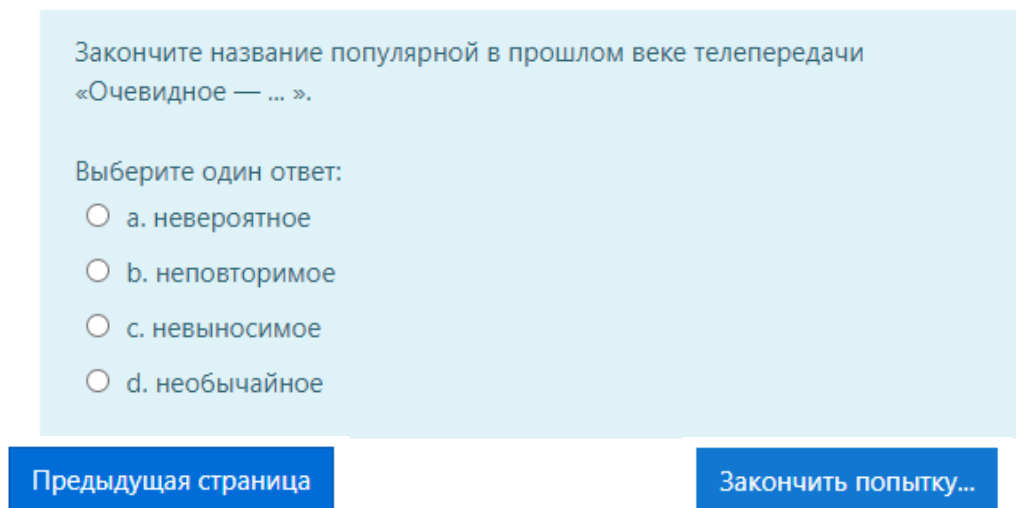 Закончите название популярной в прошлом веке телепередачи
«Очевидное — ... ».
Выберите один ответ:
a. невероятное
b. неповторимое
c. невыносимое
d. необычайное
Предыдущая страница
Закончить попытку...